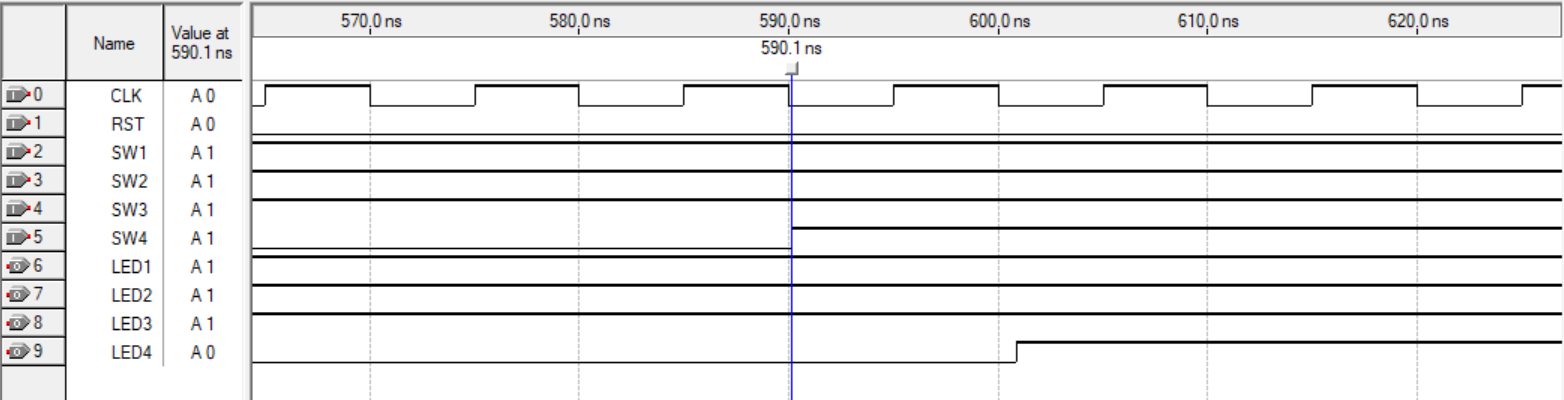 Name Value at 590.1 ns
570.0 ns 580.0 ns 590.0 ns 600.0 ns 610.0 ns 620.0 ns
590.1 ns
0 CLK A 0
1 RST A 0
2 SW1 A 1
3 SW2 A 1
4 SW3 A 1
5 SW4 A 1
6 LED1 A 1
7 LED2 A 1
8 LED3 A 1
9 LED4 A 0